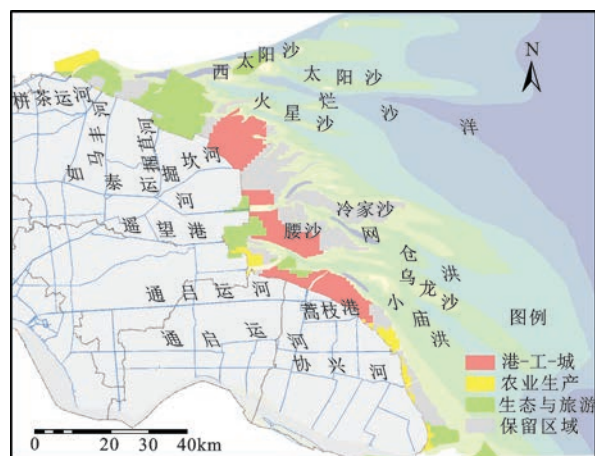 西太阳沙
太阳沙
N
栟茶运河
火星沙
烂沙洋
如泰运河
马丰河
掘直河
掘坎河
遥望港
冷家沙
腰沙
网仓洪
乌龙沙
小庙洪
通吕运河
蒿枝港
通启运河
协兴河
图例
港-工-城
农业生产
生态与旅游
保留区域
0 10 20 30 40km